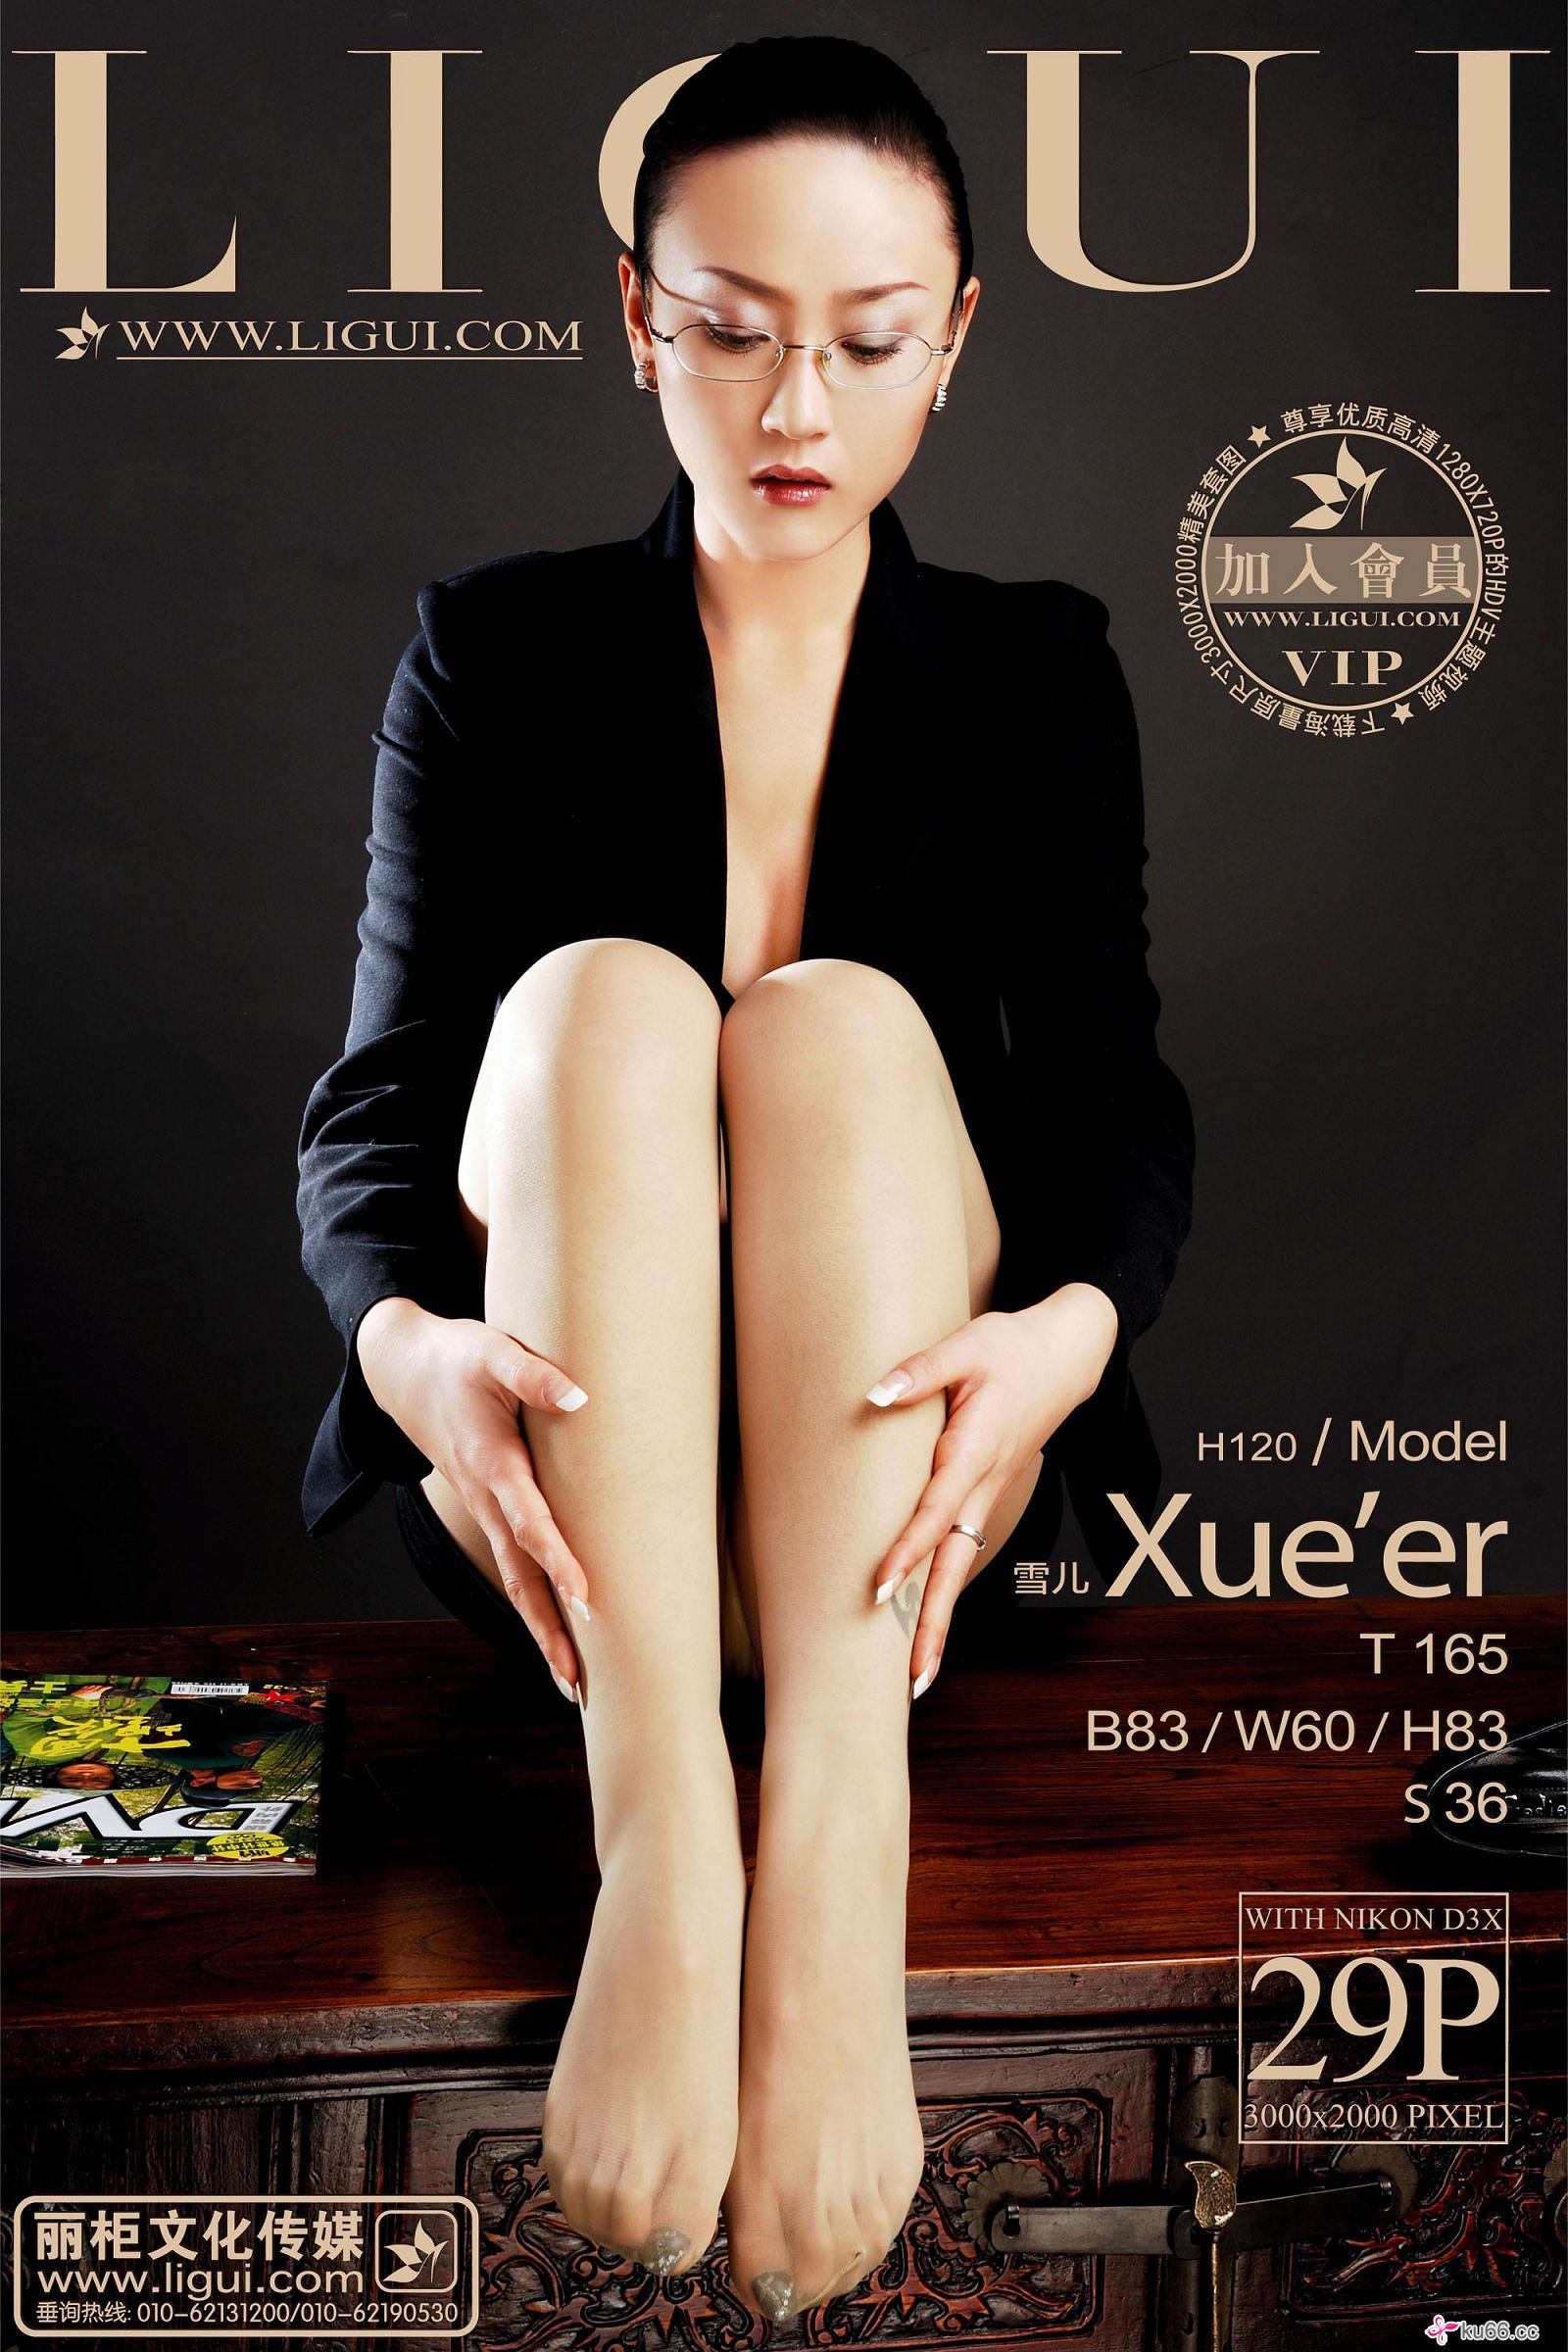 LIGUI
WWW.LIGUI.COM
尊享优质高清1280X720P的HDV主题视频
下载海量原尺寸3000X2000精美套图
加入會員
WWW.LIGUI.COM
VIP
H120 / Model
雪儿 Xue'er
T 165
B83 / W60 / H83
S 36
WITH NIKON D3X
29P
3000x2000 PIXEL
DV
丽柜文化传媒
www.ligui.com
垂询热线: 010-62131200/010-62190530
ku66.cc